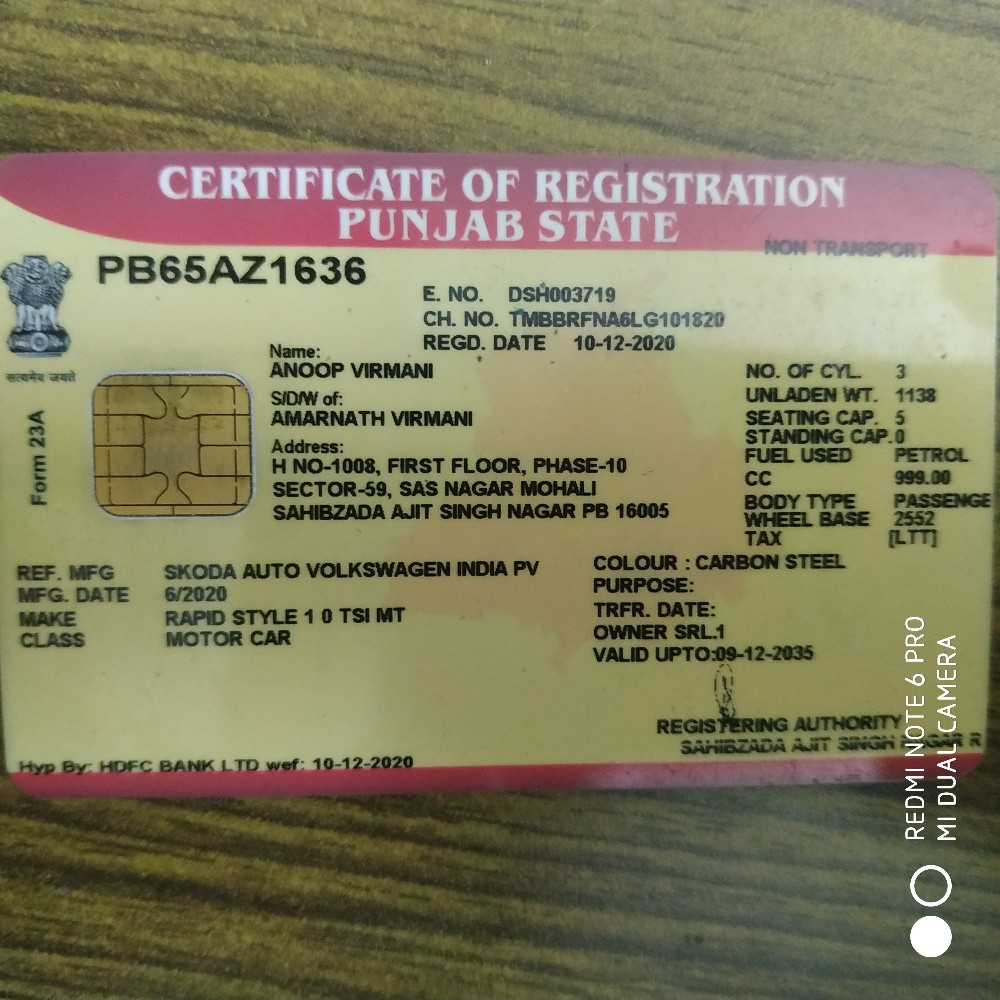 CERTIFICATE OF REGISTRATION
PUNJAB STATE
NON TRANSPORT
PB65AZ1636
E. NO. DSH003719
CH. NO. TMBBRFNA6LG101820
REGD. DATE 10-12-2020
सत्यमेव जयते
Form 23A
Name:
ANOOP VIRMANI
S/D/W of:
AMARNATH VIRMANI
Address:
H NO-1008, FIRST FLOOR, PHASE-10
SECTOR-59, SAS NAGAR MOHALI
SAHIBZADA AJIT SINGH NAGAR PB 16005
NO. OF CYL. 3
UNLADEN WT. 1138
SEATING CAP. 5
STANDING CAP. 0
FUEL USED PETROL
CC 999.00
BODY TYPE PASSENGE
WHEEL BASE 2552
TAX [LTT]
REF. MFG SKODA AUTO VOLKSWAGEN INDIA PV
MFG. DATE 6/2020
MAKE RAPID STYLE 1 0 TSI MT
CLASS MOTOR CAR
COLOUR : CARBON STEEL
PURPOSE:
TRFR. DATE:
OWNER SRL.1
VALID UPTO:09-12-2035
REGISTERING AUTHORITY
SAHIBZADA AJIT SINGH NAGAR R
Hyp By: HDFC BANK LTD wef: 10-12-2020
REDMI NOTE 6 PRO
MI DUAL CAMERA